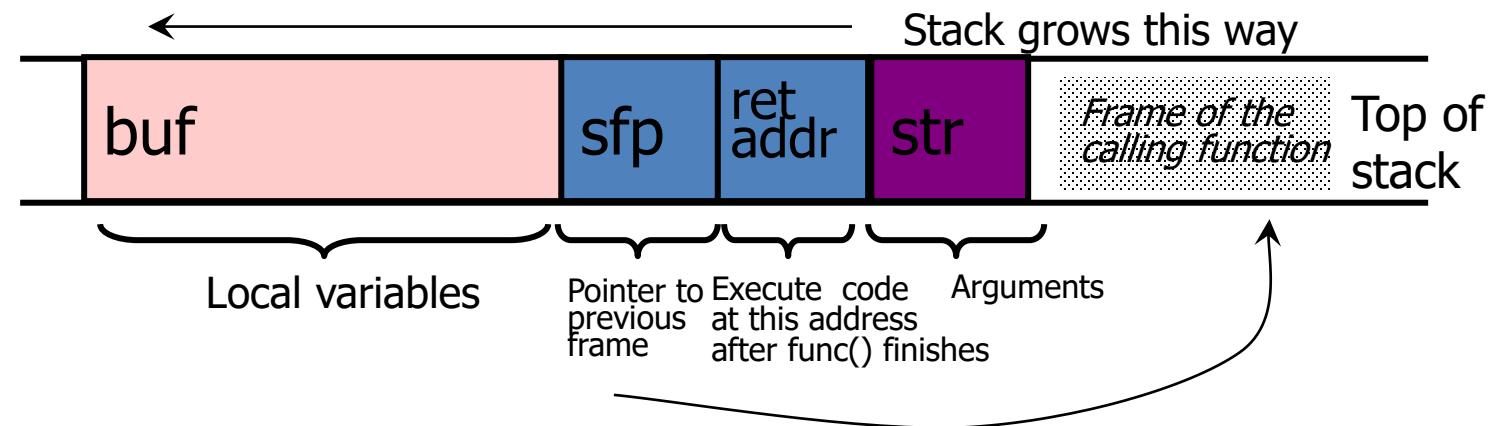 Stack grows this way
buf
sfp
ret
addr
str
Frame of the
calling function
Top of
stack
Local variables
Pointer to
previous
frame
Execute code
at this address
after func() finishes
Arguments